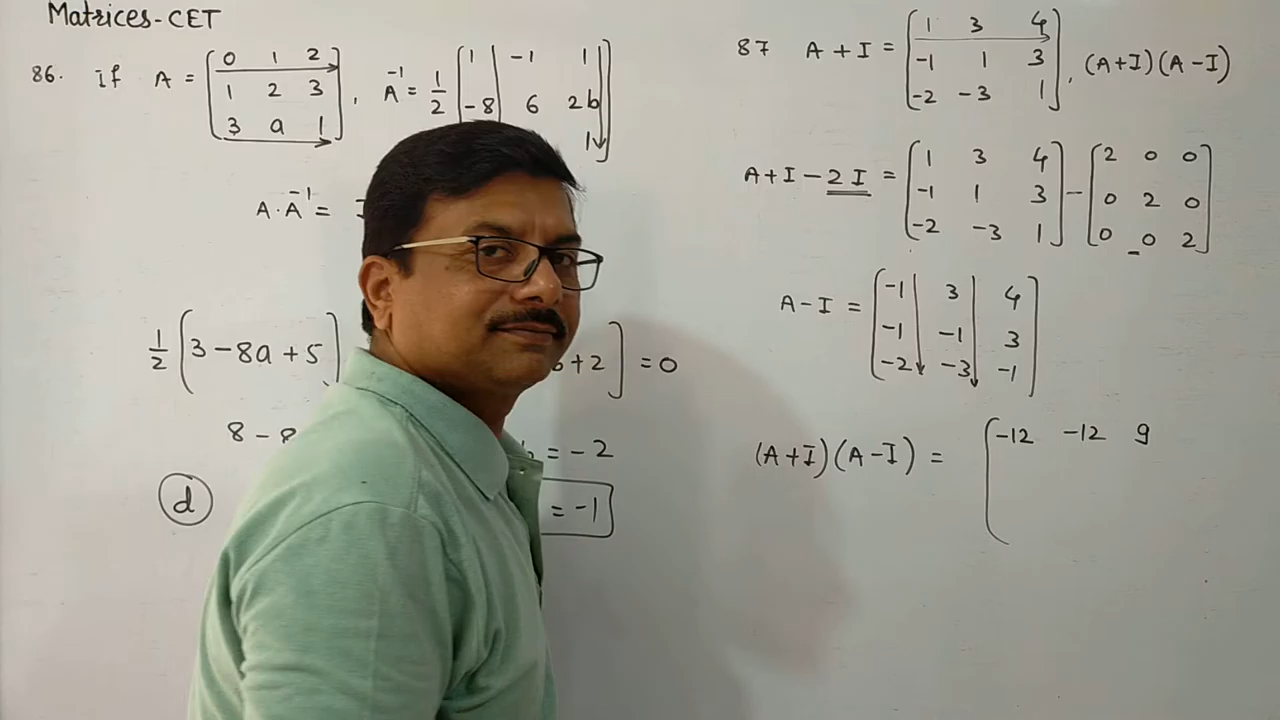 Matrices-CET
86. if A = [0 1 2
1 2 3
3 a 1], A⁻¹ = 1/2 [1 -1 1
-8 6 2b
1]
A·A⁻¹ =
1/2 [3 - 8a + 5]
+2] = 0
8 - 8
= -2
(d)
= -1
87 A + I = [1 3 4
-1 1 3
-2 -3 1], (A+I)(A-I)
A+I-2I = [1 3 4
-1 1 3
-2 -3 1] - [2 0 0
0 2 0
0 0 2]
A-I = [-1 3 4
-1 -1 3
-2 -3 -1]
(A+I)(A-I) = [-12 -12 9